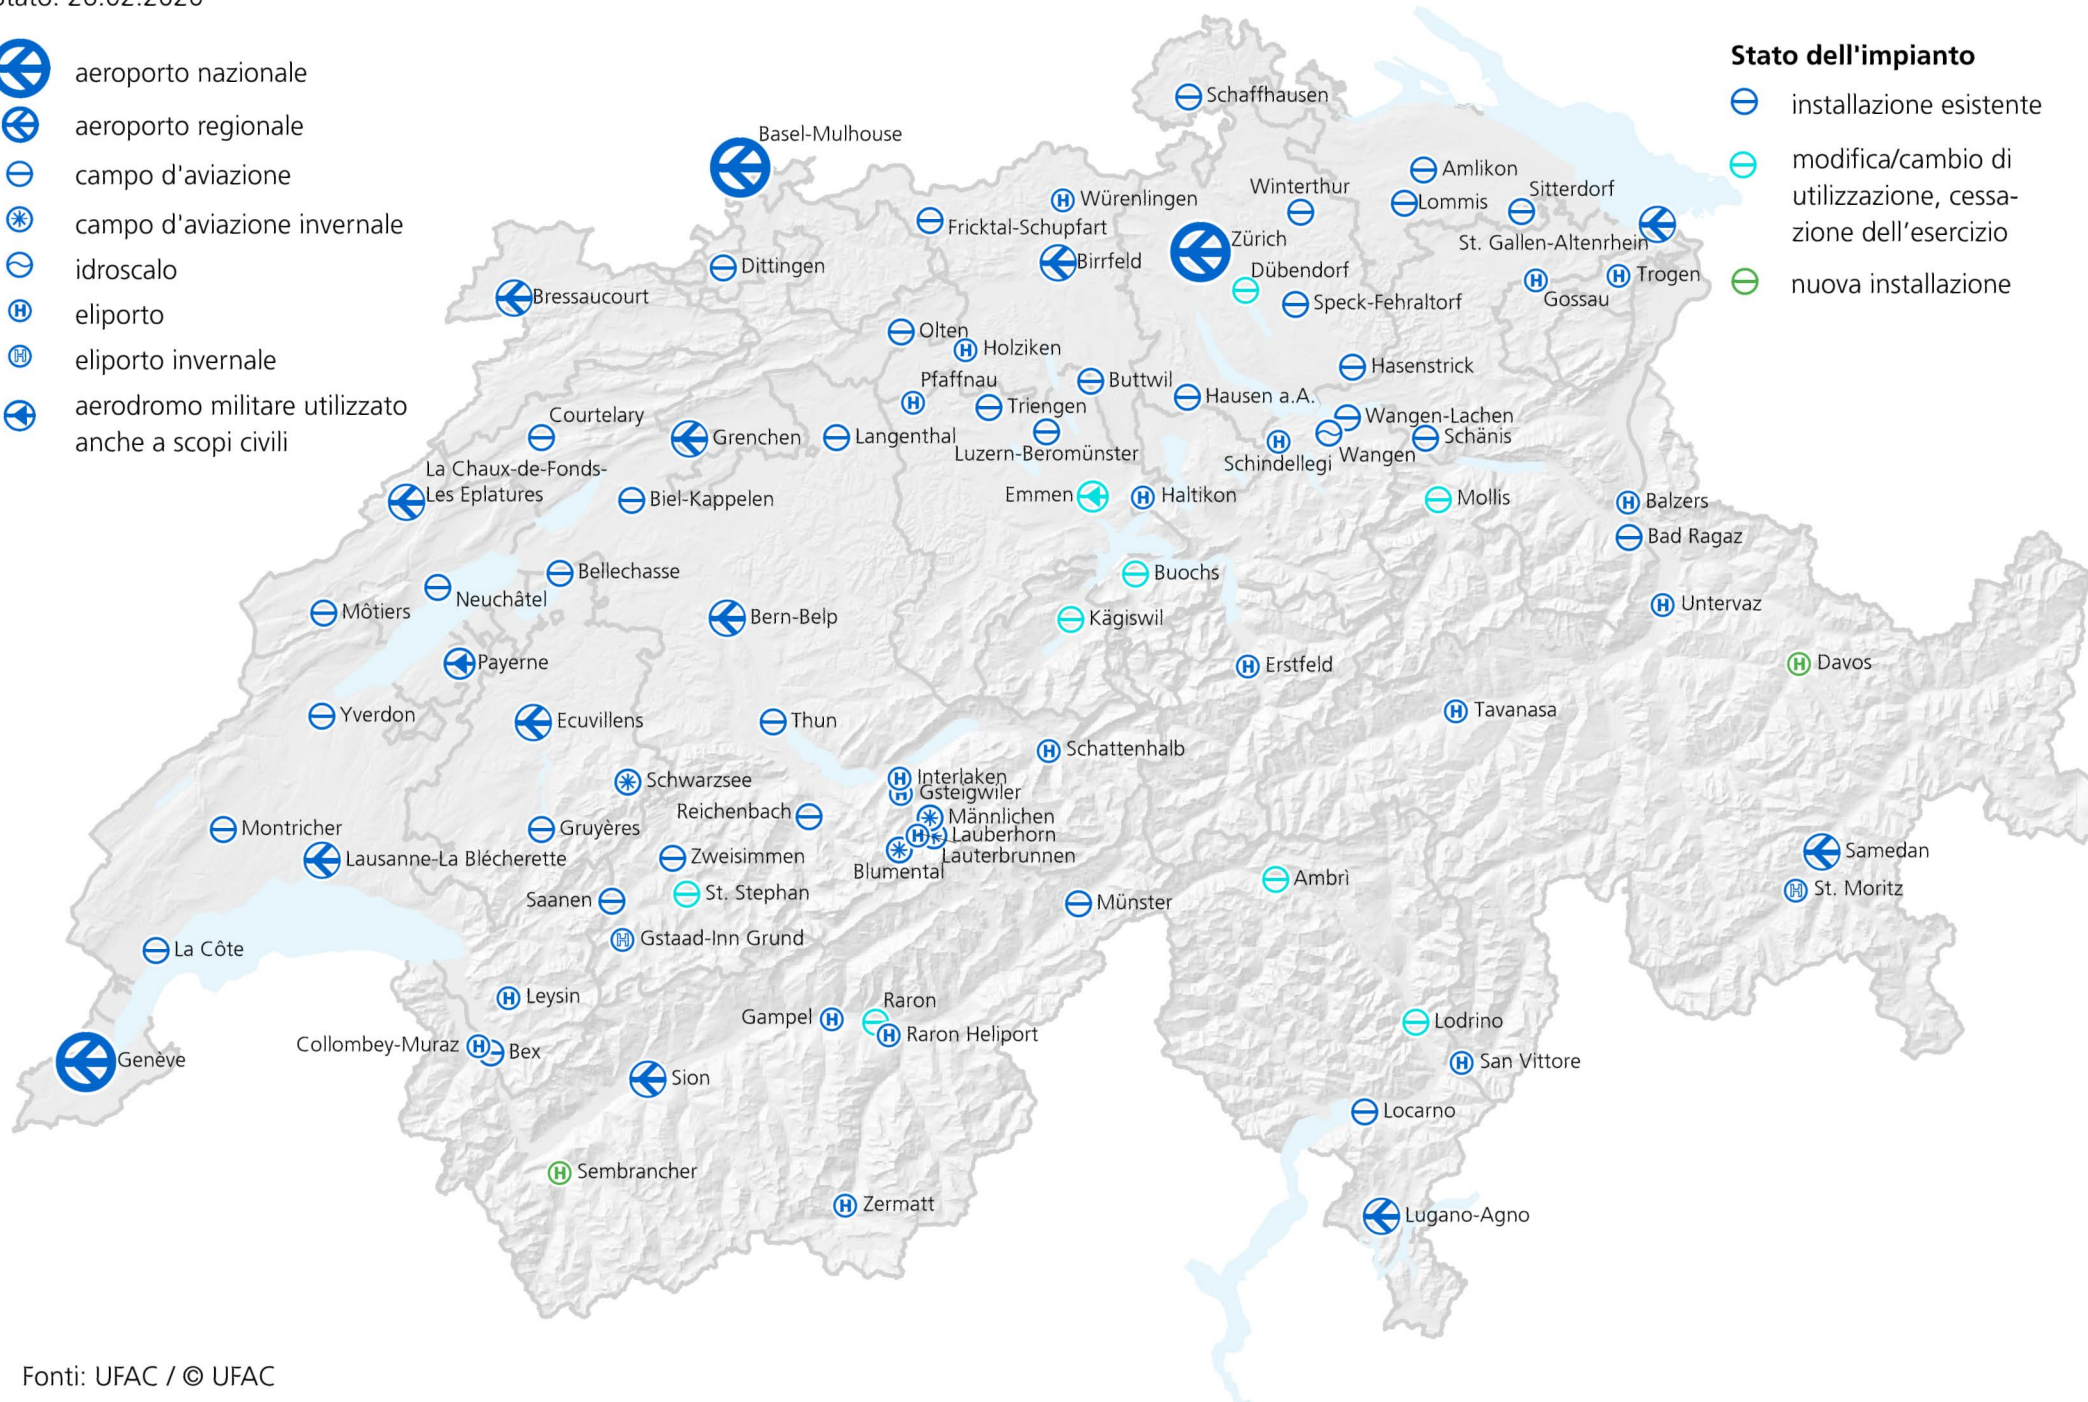 aeroporto nazionale
aeroporto regionale
campo d'aviazione
campo d'aviazione invernale
idroscalo
eliporto
eliporto invernale
aerodromo militare utilizzato
anche a scopi civili
Stato dell'impianto
installazione esistente
modifica/cambio di
utilizzazione, cessa-
zione dell'esercizio
nuova installazione
Schaffhausen
Basel-Mulhouse
Amlikon
Winterthur
Sitterdorf
Würenlingen
Lommis
Fricktal-Schupfart
Zürich
St. Gallen-Altenrhein
Birrfeld
Dittingen
Dübendorf
Trogen
Bressaucourt
Gossau
Speck-Fehraltorf
Olten
Holziken
Hasenstrick
Pfaffnau
Buttwil
Hausen a.A.
Triengen
Courtelary
Wangen-Lachen
Grenchen
Langenthal
Schänis
Luzern-Beromünster
Wangen
Schindellegi
La Chaux-de-Fonds-
Les Eplatures
Biel-Kappelen
Emmen
Haltikon
Mollis
Balzers
Bad Ragaz
Bellechasse
Buochs
Neuchâtel
Môtiers
Untervaz
Bern-Belp
Kägiswil
Payerne
Erstfeld
Davos
Yverdon
Ecuvillens
Thun
Tavanasa
Schattenhalb
Schwarzsee
Interlaken
Gsteigwiler
Reichenbach
Männlichen
Montricher
Gruyères
Lauberhorn
Lausanne-La Blécherette
Zweisimmen
Lauterbrunnen
Samedan
Blumental
Ambrì
St. Moritz
St. Stephan
Saanen
Münster
Gstaad-Inn Grund
La Côte
Leysin
Raron
Gampel
Lodrino
Raron Heliport
Collombey-Muraz
Bex
Genève
San Vittore
Sion
Locarno
Sembrancher
Zermatt
Lugano-Agno
Fonti: UFAC / © UFAC